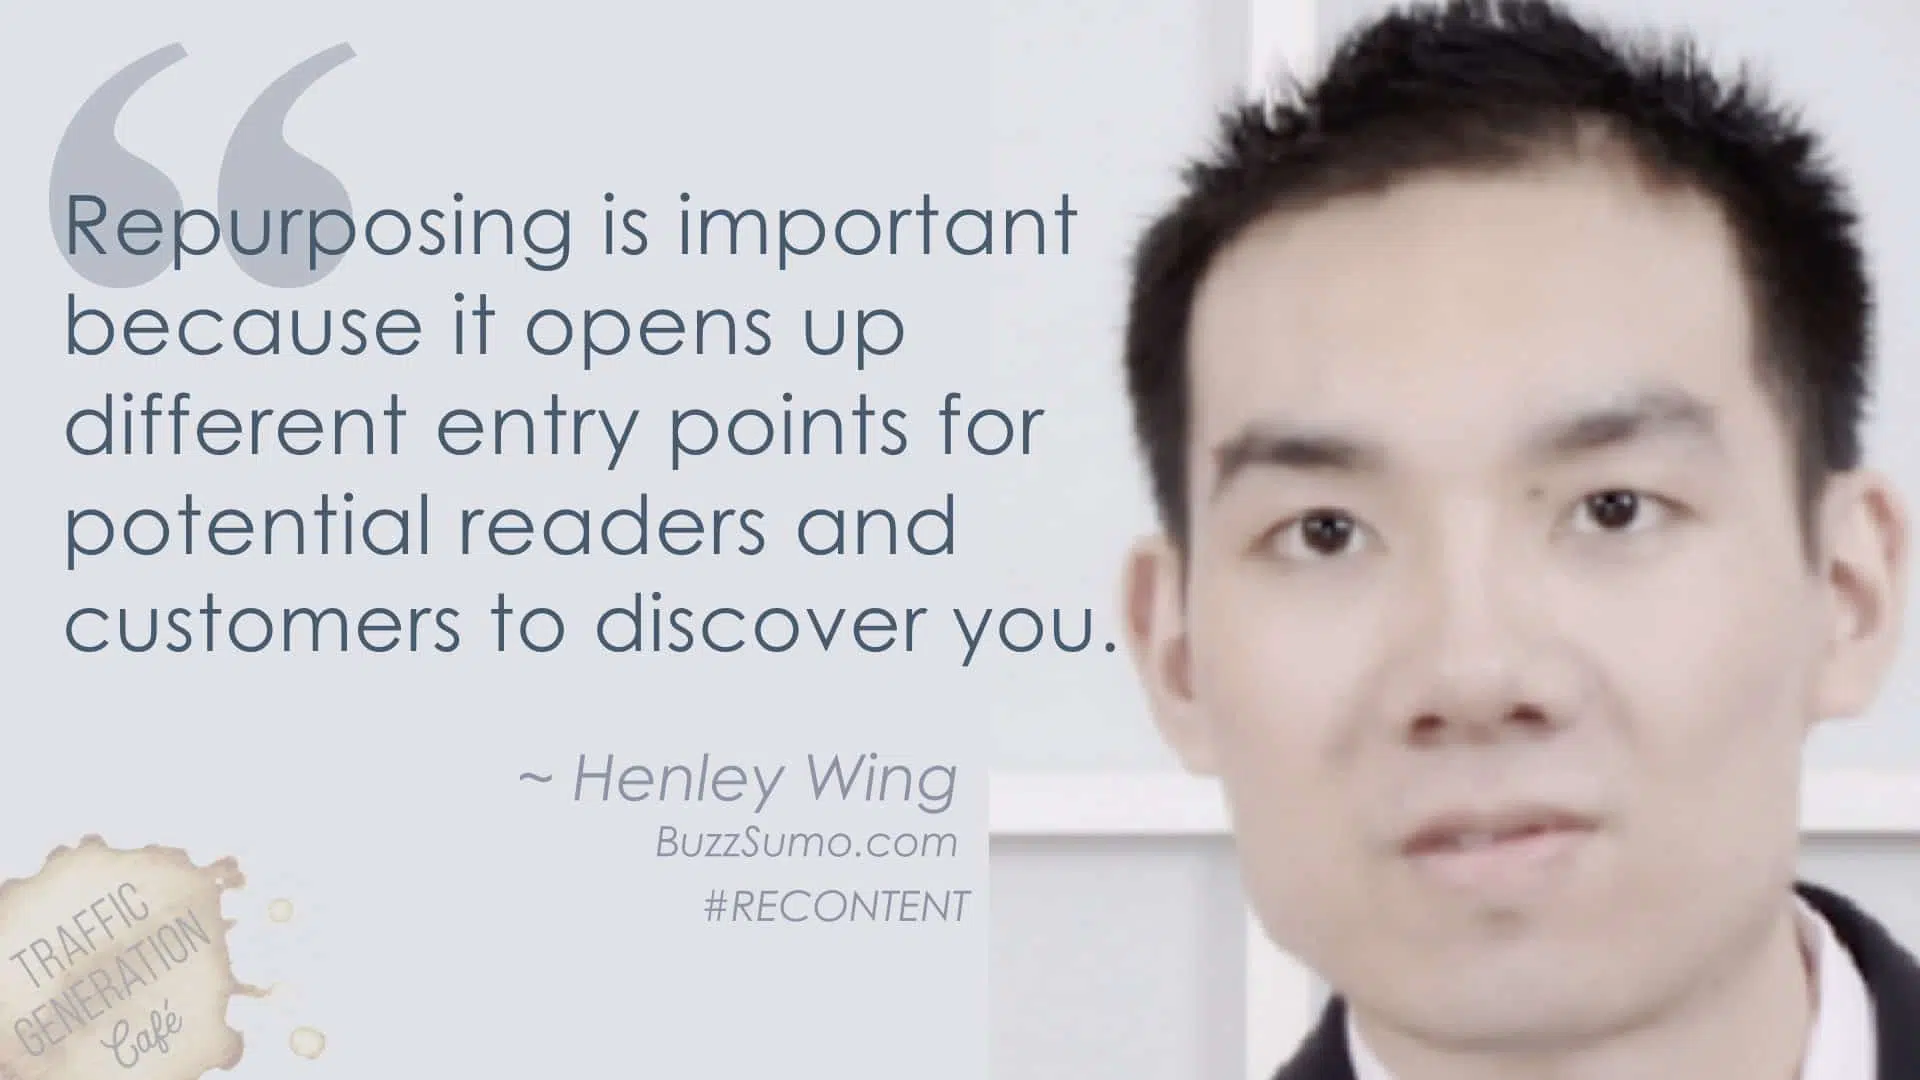 “
Repurposing is important
because it opens up
different entry points for
potential readers and
customers to discover you.
~ Henley Wing
BuzzSumo.com
#RECONTENT
TRAFFIC
GENERATION
Café